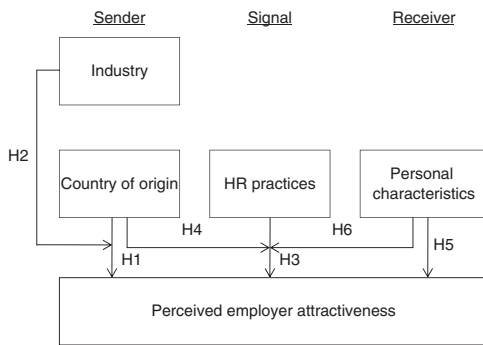 Sender
Signal
Receiver
Industry
H2
Country of origin
HR practices
Personal
characteristics
H4
H6
H1
H3
H5
Perceived employer attractiveness